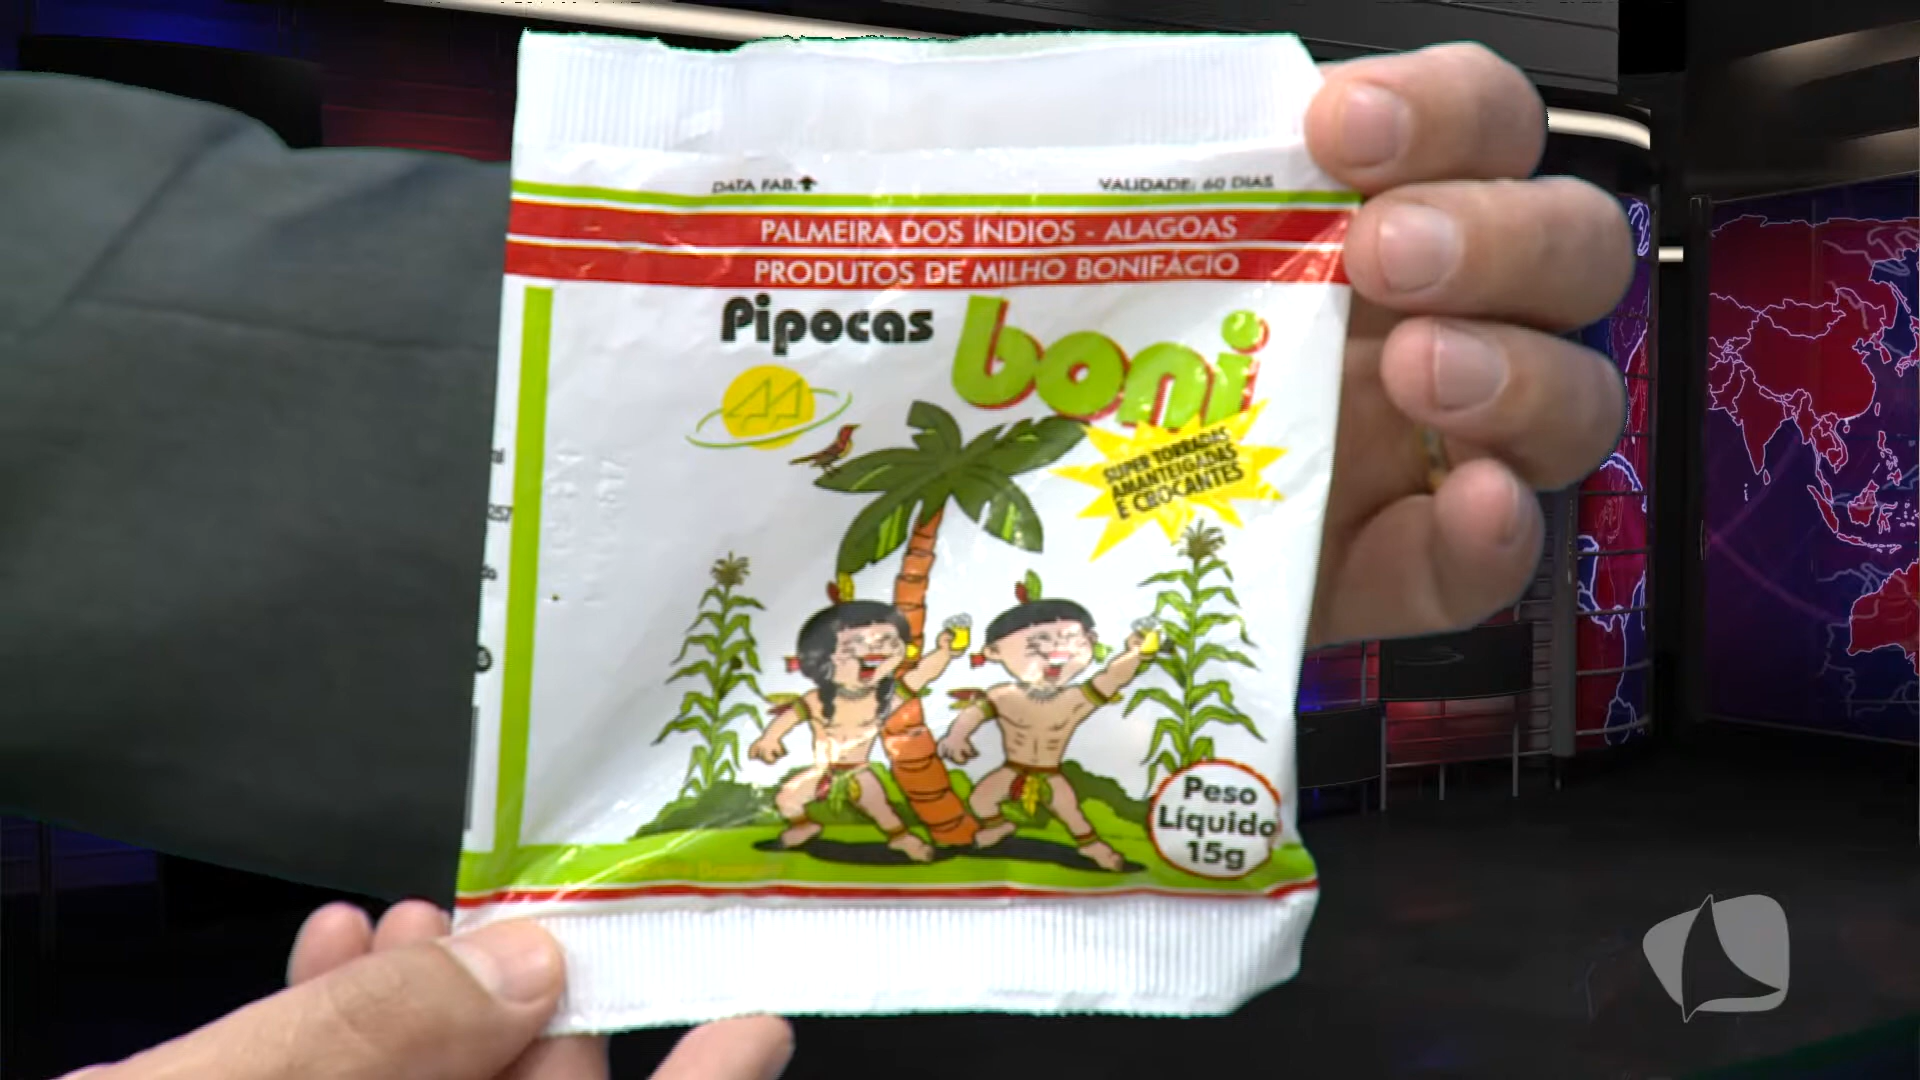 DATA FAB. VALIDADE: 60 DIAS
PALMEIRA DOS ÍNDIOS - ALAGOAS
PRODUTOS DE MILHO BONIFÁCIO
Pipocas boni
SUPER TORRADAS
AMANTEIGADAS
E CROCANTES
257
Peso
Líquido
15g